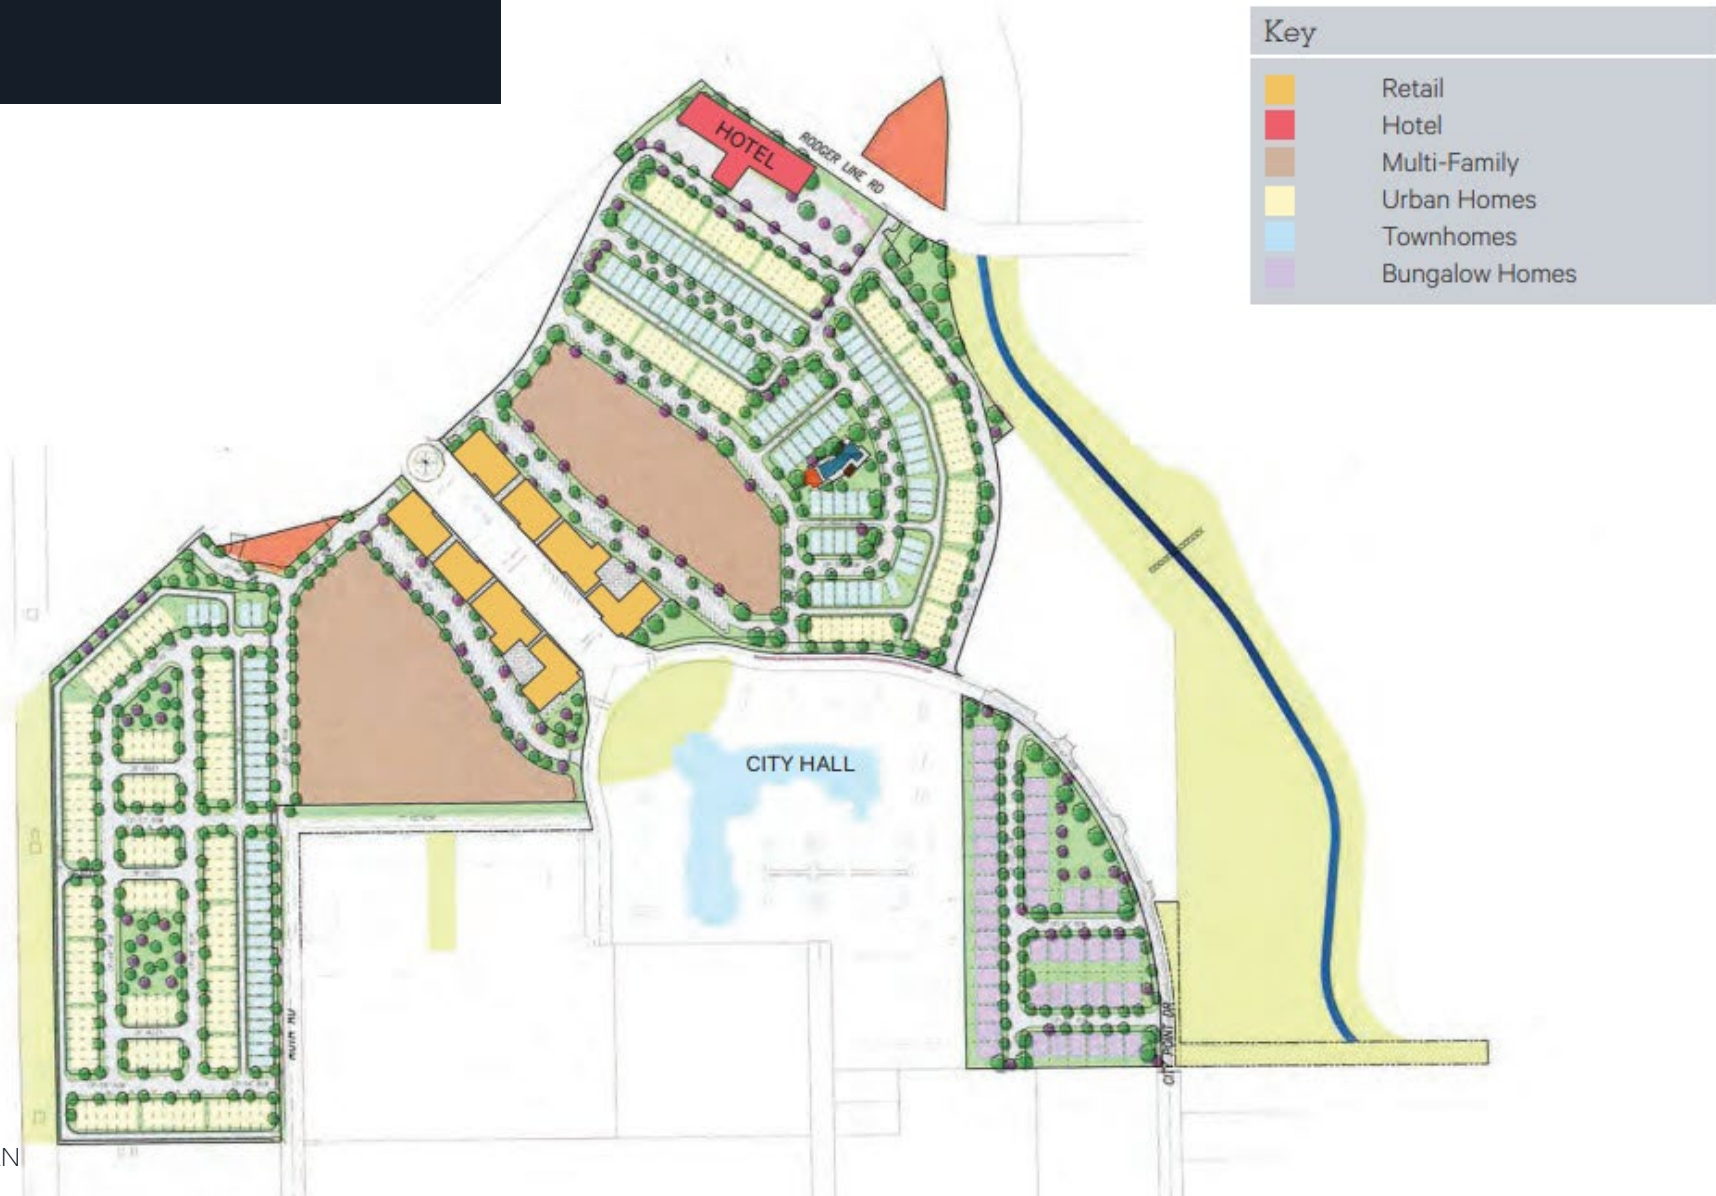 Key
Retail
Hotel
Multi-Family
Urban Homes
Townhomes
Bungalow Homes
HOTEL
RODGER LINE RD
CITY HALL
CITY POINT DR
N